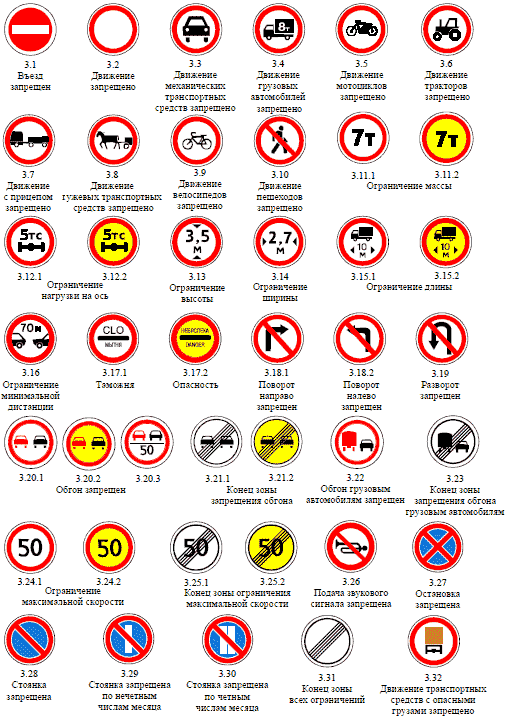 8т
3.1 3.2 3.3 3.4 3.5 3.6
Въезд запрещен
Движение запрещено
Движение механических транспортных средств запрещено
Движение грузовых автомобилей запрещено
Движение мотоциклов запрещено
Движение тракторов запрещено
7т 7т
3.7 3.8 3.9 3.10 3.11.1 3.11.2
Движение с прицепом запрещено
Движение гужевых транспортных средств запрещено
Движение велосипедов запрещено
Движение пешеходов запрещено
Ограничение массы
5тс 5тс 3,5 м 2,7 м 10 м 10 м
3.12.1 3.12.2 3.13 3.14 3.15.1 3.15.2
Ограничение нагрузки на ось
Ограничение высоты
Ограничение ширины
Ограничение длины
70м
CLO
DANGER
3.16 3.17.1 3.17.2 3.18.1 3.18.2 3.19
Ограничение минимальной дистанции
Таможня
Опасность
Поворот направо запрещен
Поворот налево запрещен
Разворот запрещен
50
3.20.1 3.20.2 3.20.3 3.21.1 3.21.2 3.22 3.23
Обгон запрещен
Конец зоны запрещения обгона
Обгон грузовым автомобилям запрещен
Конец зоны запрещения обгона грузовым автомобилям
50 50 50 50
3.24.1 3.24.2 3.25.1 3.25.2 3.26 3.27
Ограничение максимальной скорости
Конец зоны ограничения максимальной скорости
Подача звукового сигнала запрещена
Остановка запрещена
3.28 3.29 3.30 3.31 3.32
Стоянка запрещена
Стоянка запрещена по нечетным числам месяца
Стоянка запрещена по четным числам месяца
Конец зоны всех ограничений
Движение транспортных средств с опасными грузами запрещено